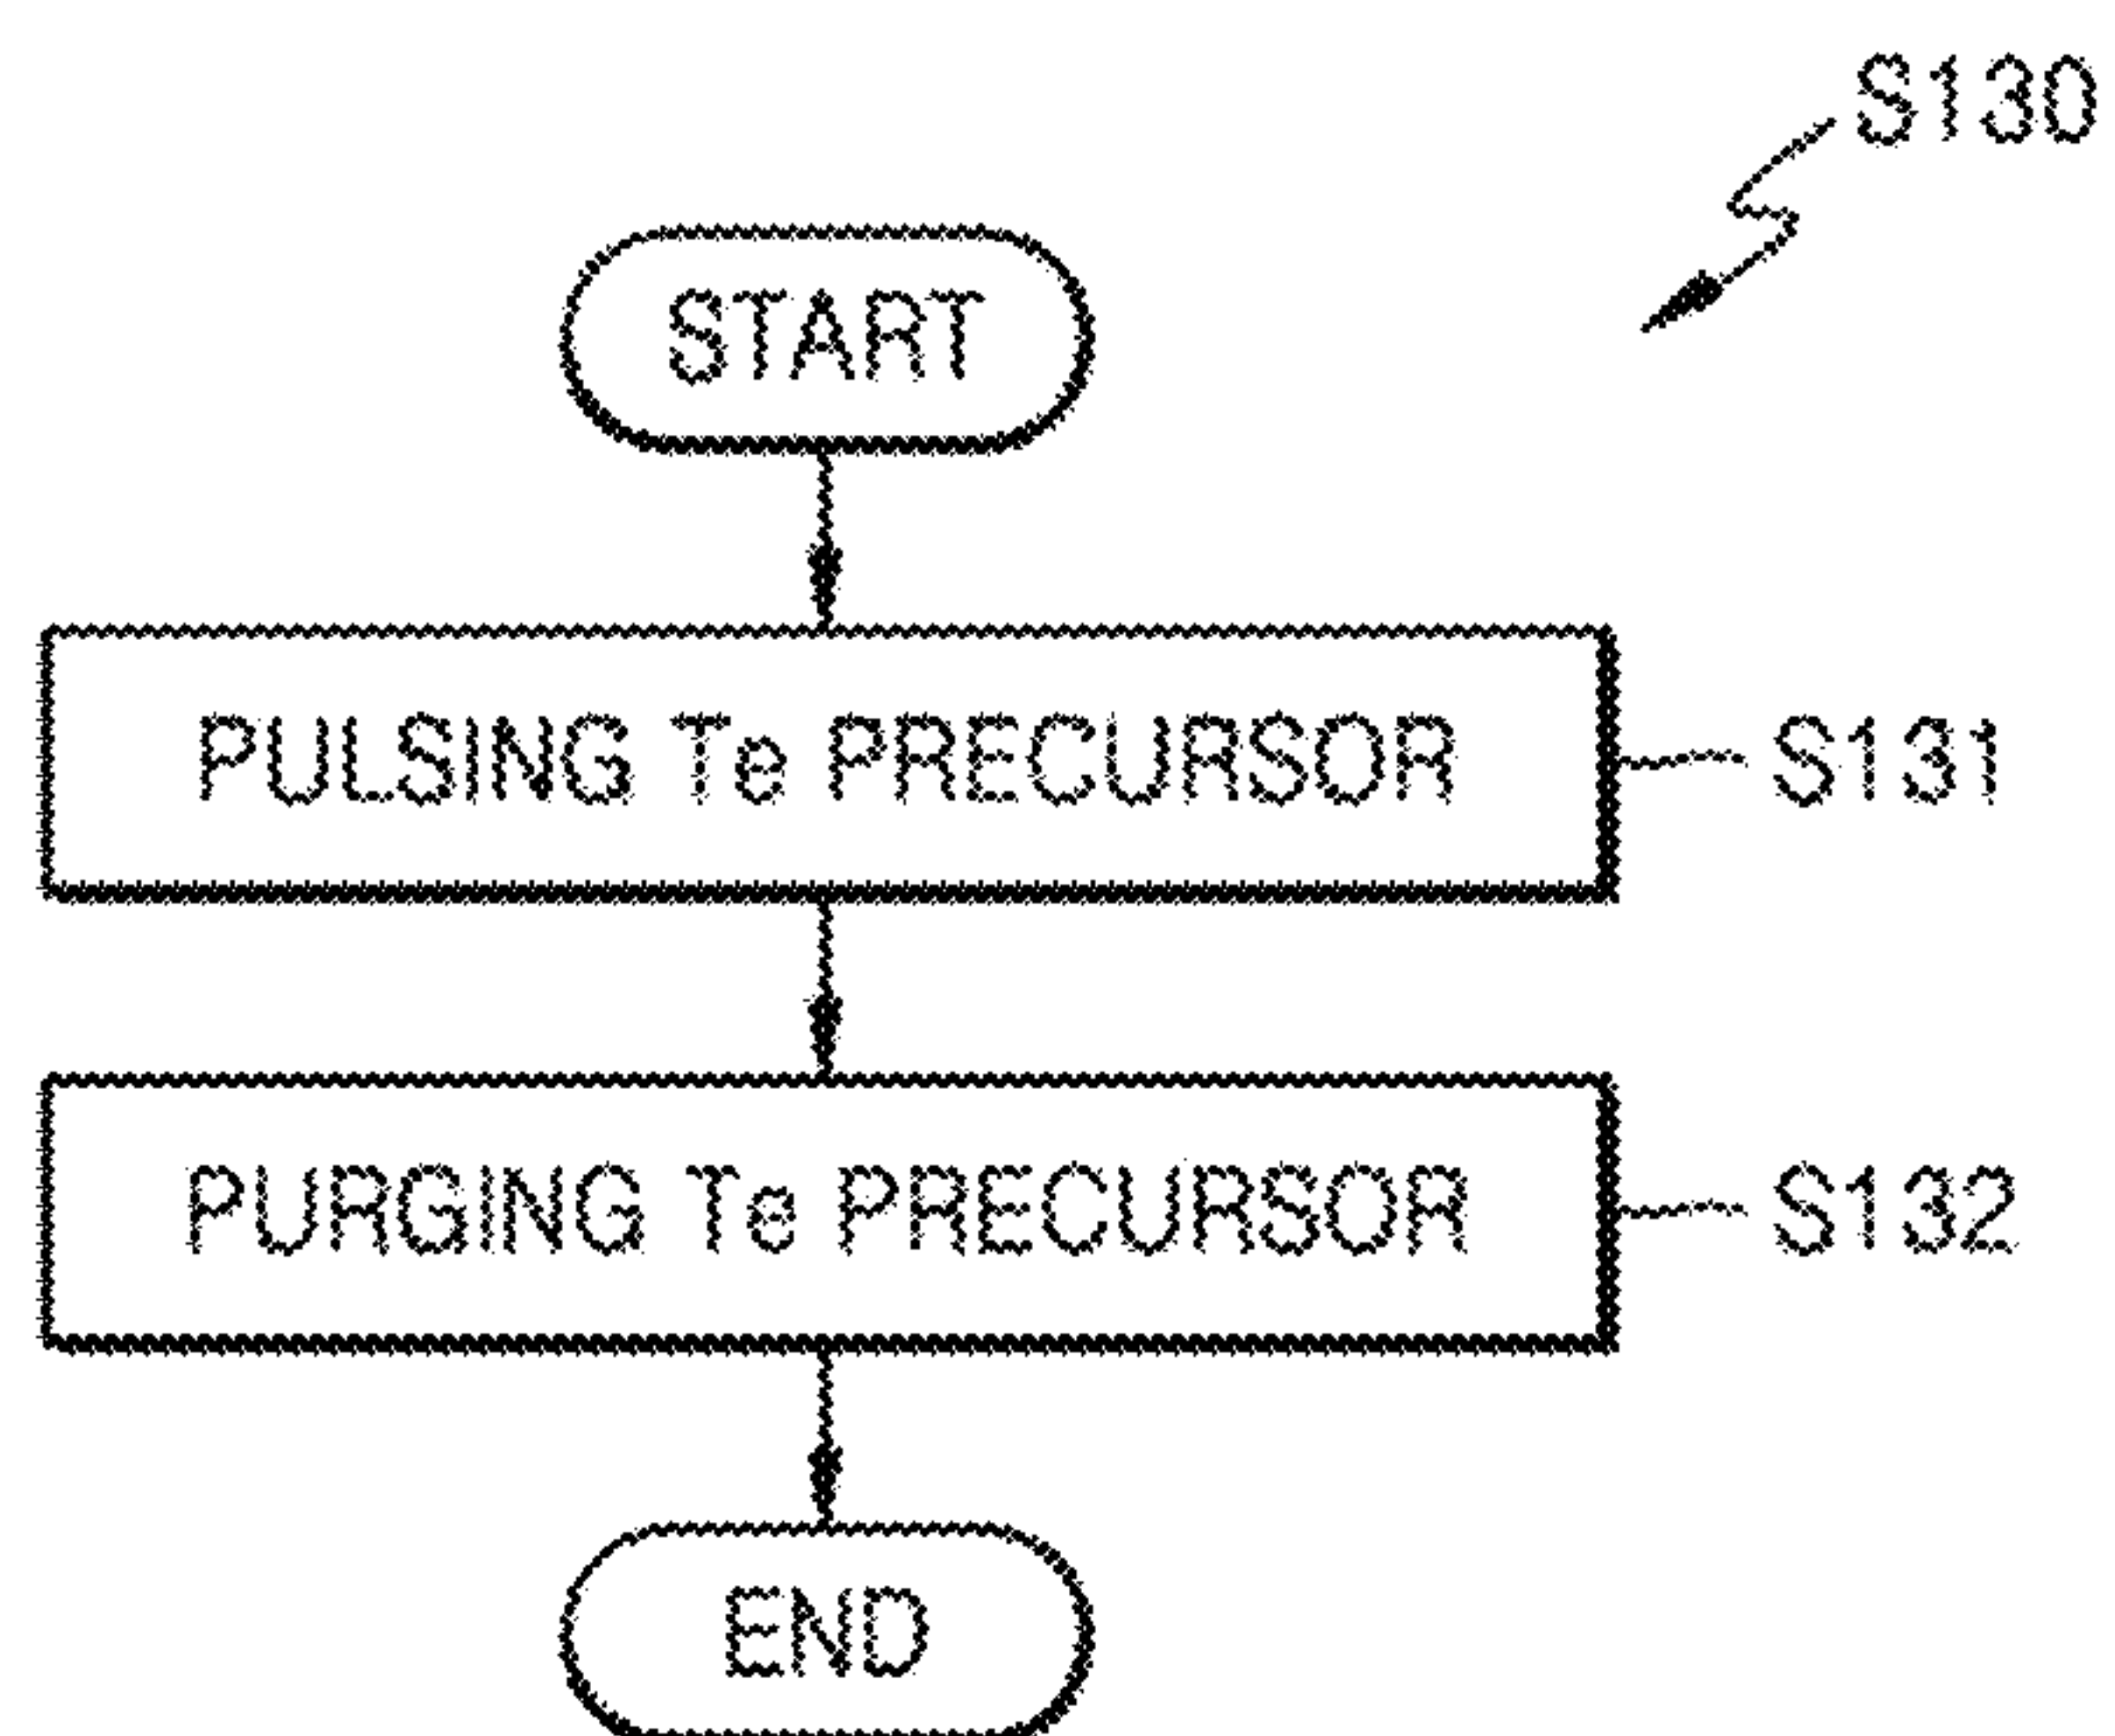 S130
START
PULSING Te PRECURSOR
S131
PURGING Te PRECURSOR
S132
END